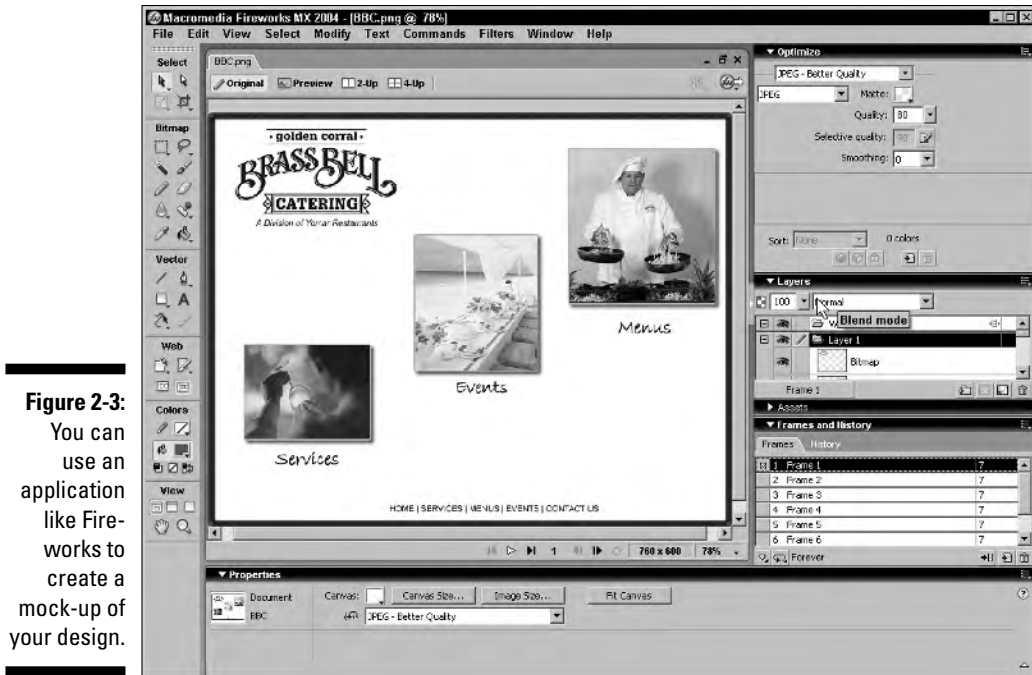 Macromedia Fireworks MX 2004 - [BBC.png @ 78%]
File Edit View Select Modify Text Commands Filters Window Help
Select
Bitmap
Vector
A
Web
Colors
View
BBC.png
Original Preview 2-Up 4-Up
golden corral
BRASS BELL
CATERING
A Division of Restaurants
Menus
Events
Services
HOME | SERVICES | MENUS | EVENTS | CONTACT US
1 760 x 600 78%
Optimize
JPEG - Better Quality
JPEG Matte:
Quality: 80
Selective quality: 90
Smoothing: 0
Sort: None 0 colors
Layers
100 Normal
Blend mode
Layer 1
Bitmap
Frame 1
Assets
Frames and History
Frames History
1 Frame 1 7
2 Frame 2 7
3 Frame 3 7
4 Frame 4 7
5 Frame 5 7
6 Frame 6 7
Forever
Properties
Document Canvas: Canvas Size... Image Size... Fit Canvas
BBC JPEG - Better Quality
Figure 2-3:
You can
use an
application
like Fire-
works to
create a
mock-up of
your design.